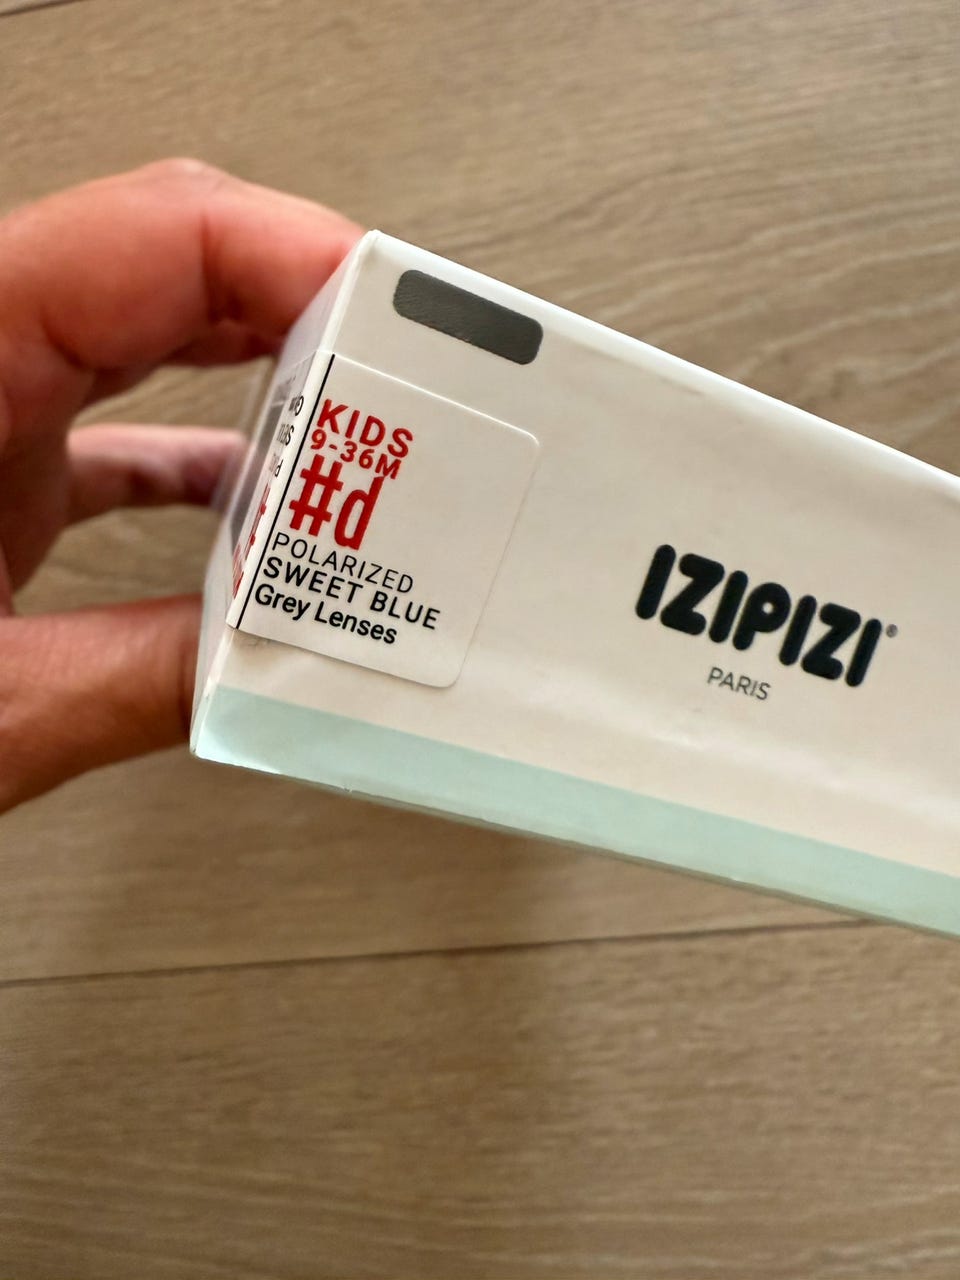 KIDS
9-36M
#d
POLARIZED
SWEET BLUE
Grey Lenses
IZIPIZI®
PARIS